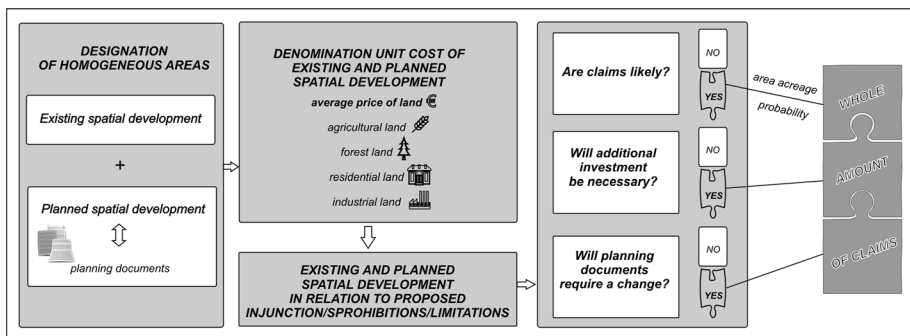 DESIGNATION
OF HOMOGENEOUS AREAS
Existing spatial development
+
Planned spatial development
planning documents
DENOMINATION UNIT COST OF
EXISTING AND PLANNED
SPATIAL DEVELOPMENT
average price of land €
agricultural land
forest land
residential land
industrial land
EXISTING AND PLANNED
SPATIAL DEVELOPMENT
IN RELATION TO PROPOSED
INJUNCTION/SPROHIBITIONS/LIMITATIONS
Are claims likely?
NO
YES
Will additional
investment
be necessary?
NO
YES
Will planning
documents
require a change?
NO
YES
area acreage
probability
WHOLE
AMOUNT
OF CLAIMS